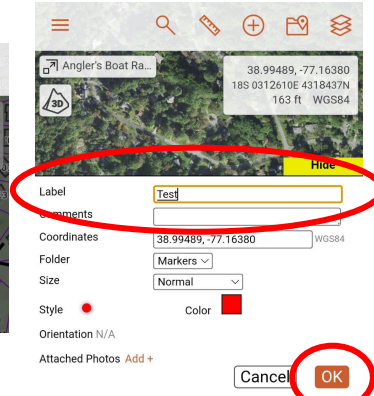 Angler's Boat Ra...
38.99489, -77.16380
18S 0312610E 4318437N
163 ft WGS84
3D
Hide
Label Test
Comments
Coordinates 38.99489, -77.16380 WGS84
Folder Markers
Size Normal
Style Color
Orientation N/A
Attached Photos Add +
Cancel OK